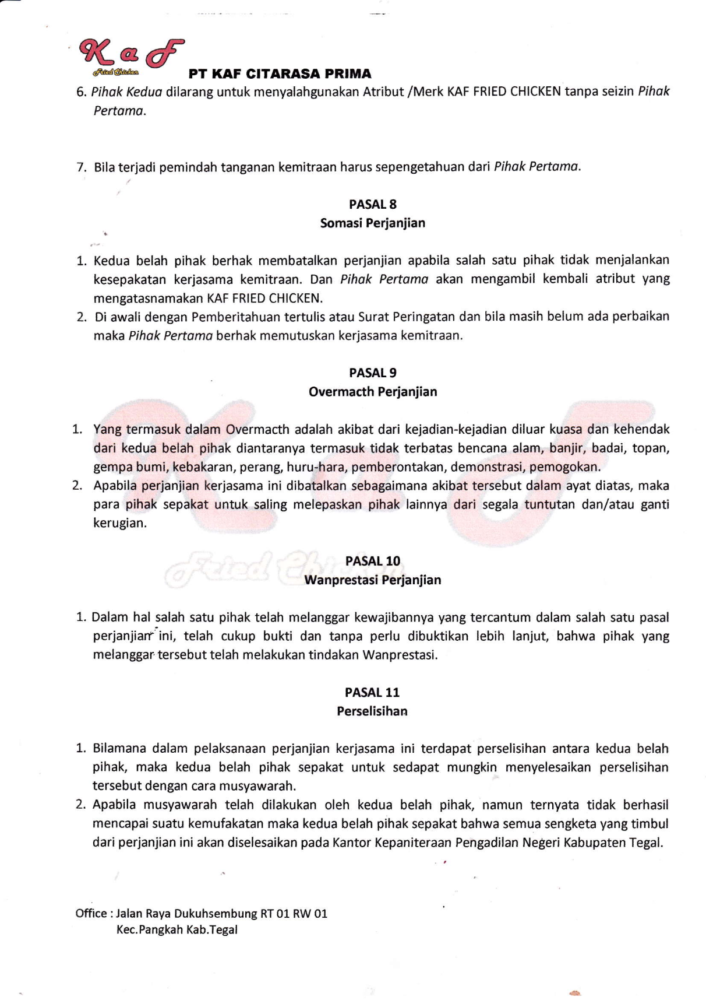 KaF
Fried Chicken
PT KAF CITARASA PRIMA
6. Pihak Kedua dilarang untuk menyalahgunakan Atribut /Merk KAF FRIED CHICKEN tanpa seizin Pihak
Pertama.
7. Bila terjadi pemindah tanganan kemitraan harus sepengetahuan dari Pihak Pertama.
PASAL 8
Somasi Perjanjian
1. Kedua belah pihak berhak membatalkan perjanjian apabila salah satu pihak tidak menjalankan
kesepakatan kerjasama kemitraan. Dan Pihak Pertama akan mengambil kembali atribut yang
mengatasnamakan KAF FRIED CHICKEN.
2. Di awali dengan Pemberitahuan tertulis atau Surat Peringatan dan bila masih belum ada perbaikan
maka Pihak Pertama berhak memutuskan kerjasama kemitraan.
PASAL 9
Overmacth Perjanjian
1. Yang termasuk dalam Overmacth adalah akibat dari kejadian-kejadian diluar kuasa dan kehendak
dari kedua belah pihak diantaranya termasuk tidak terbatas bencana alam, banjir, badai, topan,
gempa bumi, kebakaran, perang, huru-hara, pemberontakan, demonstrasi, pemogokan.
2. Apabila perjanjian kerjasama ini dibatalkan sebagaimana akibat tersebut dalam ayat diatas, maka
para pihak sepakat untuk saling melepaskan pihak lainnya dari segala tuntutan dan/atau ganti
kerugian.
KaF
Fried Chicken
PASAL 10
Wanprestasi Perjanjian
1. Dalam hal salah satu pihak telah melanggar kewajibannya yang tercantum dalam salah satu pasal
perjanjian ini, telah cukup bukti dan tanpa perlu dibuktikan lebih lanjut, bahwa pihak yang
melanggar tersebut telah melakukan tindakan Wanprestasi.
PASAL 11
Perselisihan
1. Bilamana dalam pelaksanaan perjanjian kerjasama ini terdapat perselisihan antara kedua belah
pihak, maka kedua belah pihak sepakat untuk sedapat mungkin menyelesaikan perselisihan
tersebut dengan cara musyawarah.
2. Apabila musyawarah telah dilakukan oleh kedua belah pihak, namun ternyata tidak berhasil
mencapai suatu kemufakatan maka kedua belah pihak sepakat bahwa semua sengketa yang timbul
dari perjanjian ini akan diselesaikan pada Kantor Kepaniteraan Pengadilan Negeri Kabupaten Tegal.
Office : Jalan Raya Dukuhsembung RT 01 RW 01
Kec.Pangkah Kab.Tegal